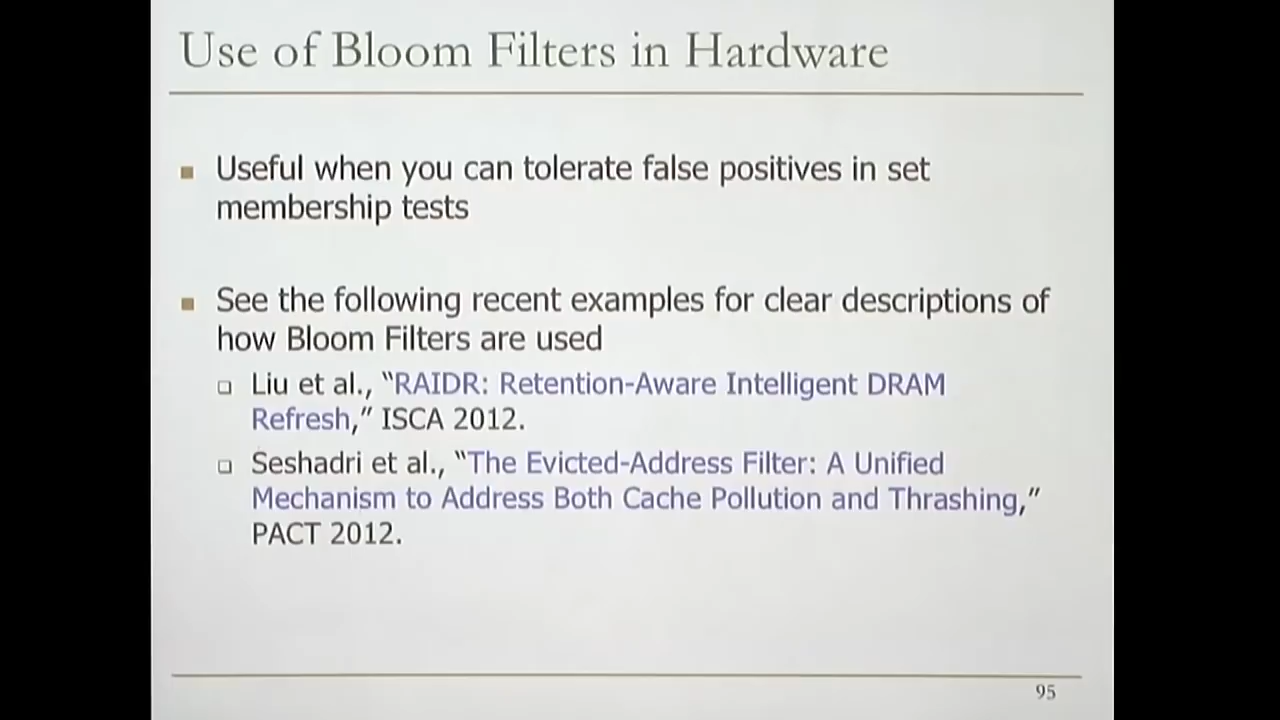 Use of Bloom Filters in Hardware
Useful when you can tolerate false positives in set
membership tests
See the following recent examples for clear descriptions of
how Bloom Filters are used
Liu et al., “RAIDR: Retention-Aware Intelligent DRAM
Refresh,” ISCA 2012.
Seshadri et al., “The Evicted-Address Filter: A Unified
Mechanism to Address Both Cache Pollution and Thrashing,”
PACT 2012.
95